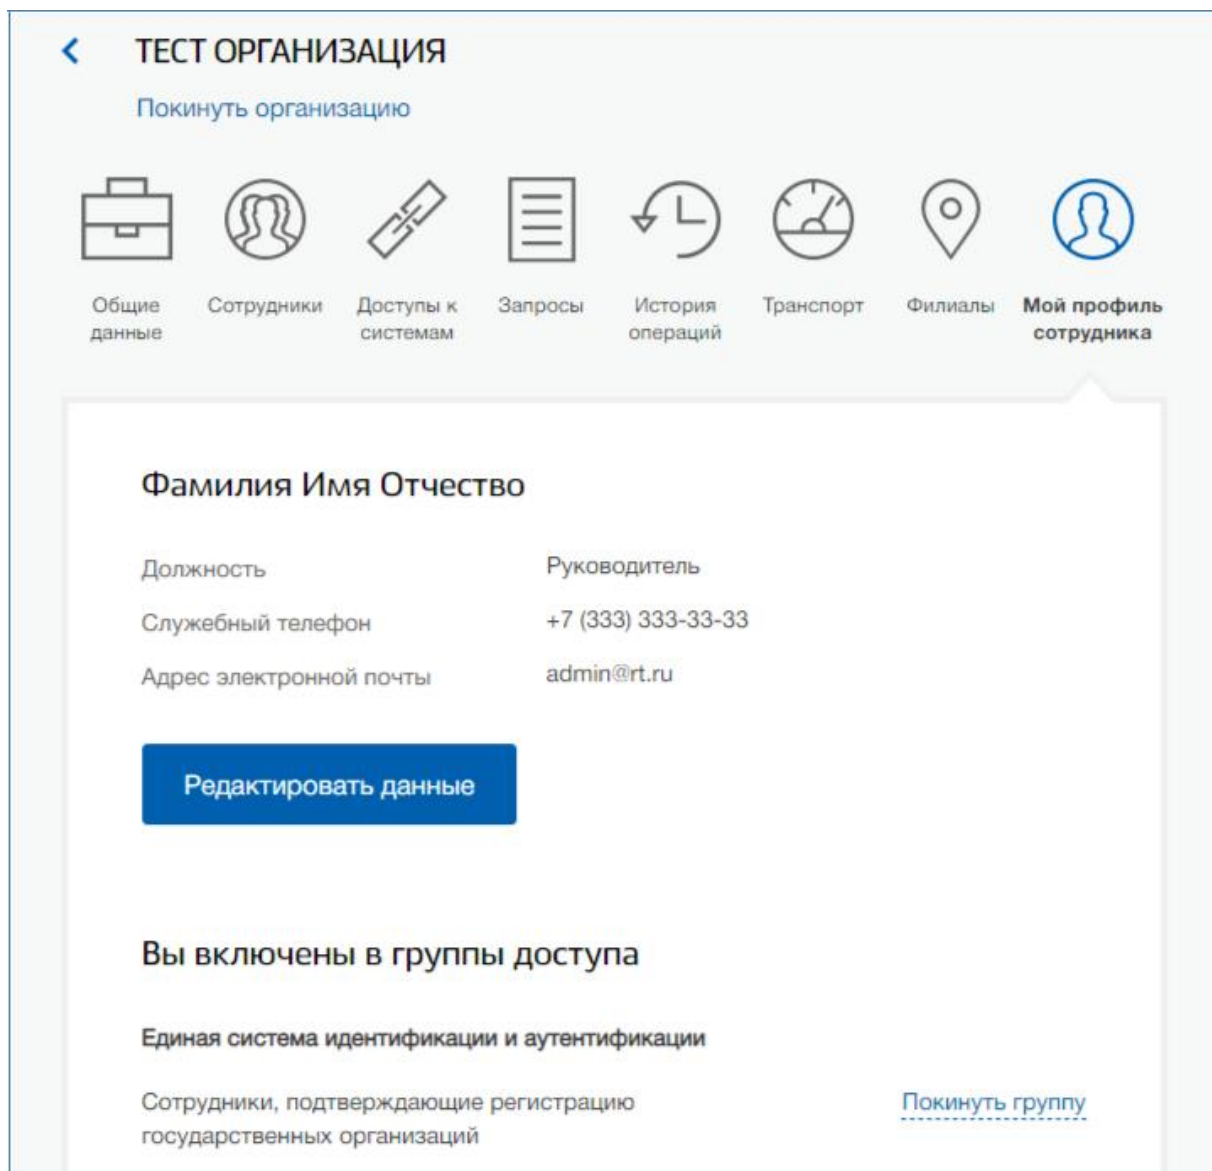 ТЕСТ ОРГАНИЗАЦИЯ
Покинуть организацию
Общие данные
Сотрудники
Доступы к системам
Запросы
История операций
Транспорт
Филиалы
Мой профиль сотрудника
Фамилия Имя Отчество
Должность Руководитель
Служебный телефон +7 (333) 333-33-33
Адрес электронной почты admin@rt.ru
Редактировать данные
Вы включены в группы доступа
Единая система идентификации и аутентификации
Сотрудники, подтверждающие регистрацию Покинуть группу
государственных организаций